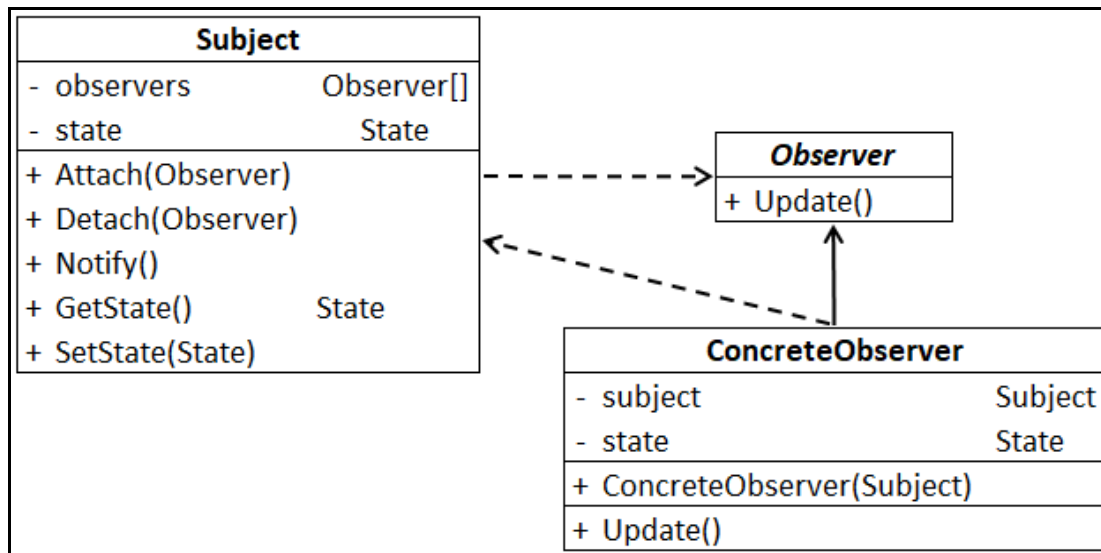 Subject
- observers Observer[]
- state State
+ Attach(Observer)
+ Detach(Observer)
+ Notify()
+ GetState() State
+ SetState(State)
Observer
+ Update()
ConcreteObserver
- subject Subject
- state State
+ ConcreteObserver(Subject)
+ Update()